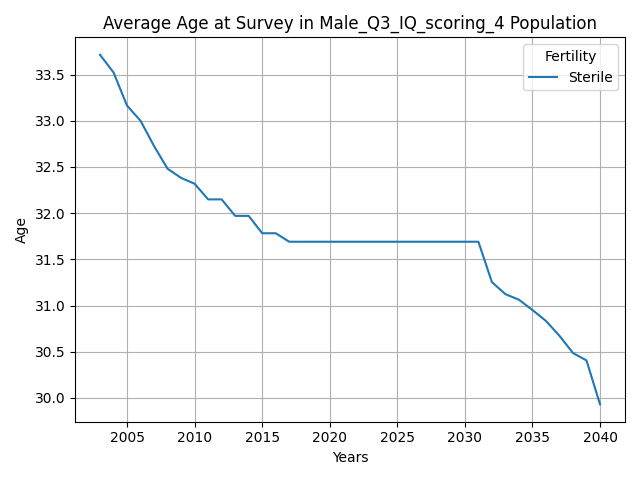 Average Age at Survey in Male_Q3_IQ_scoring_4 Population
Fertility
Sterile
33.5
33.0
32.5
32.0
31.5
31.0
30.5
30.0
Age
2005 2010 2015 2020 2025 2030 2035 2040
Years